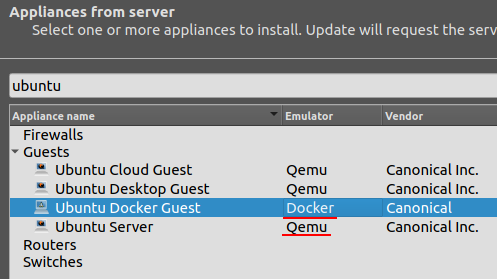 Appliances from server
Select one or more appliances to install. Update will request the serv
ubuntu
Appliance name Emulator Vendor
Firewalls
Guests
Ubuntu Cloud Guest Qemu Canonical Inc.
Ubuntu Desktop Guest Qemu Canonical Inc.
Ubuntu Docker Guest Docker Canonical
Ubuntu Server Qemu Canonical Inc.
Routers
Switches